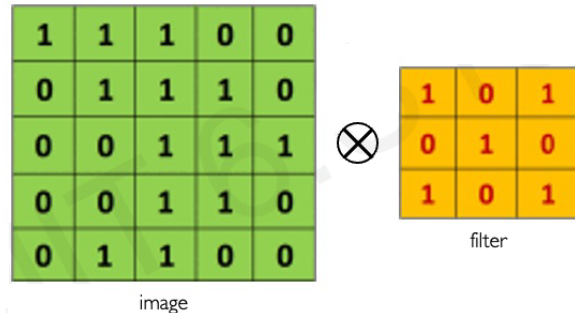 1 1 1 0 0
0 1 1 1 0
0 0 1 1 1
0 0 1 1 0
0 1 1 0 0
image
1 0 1
0 1 0
1 0 1
filter